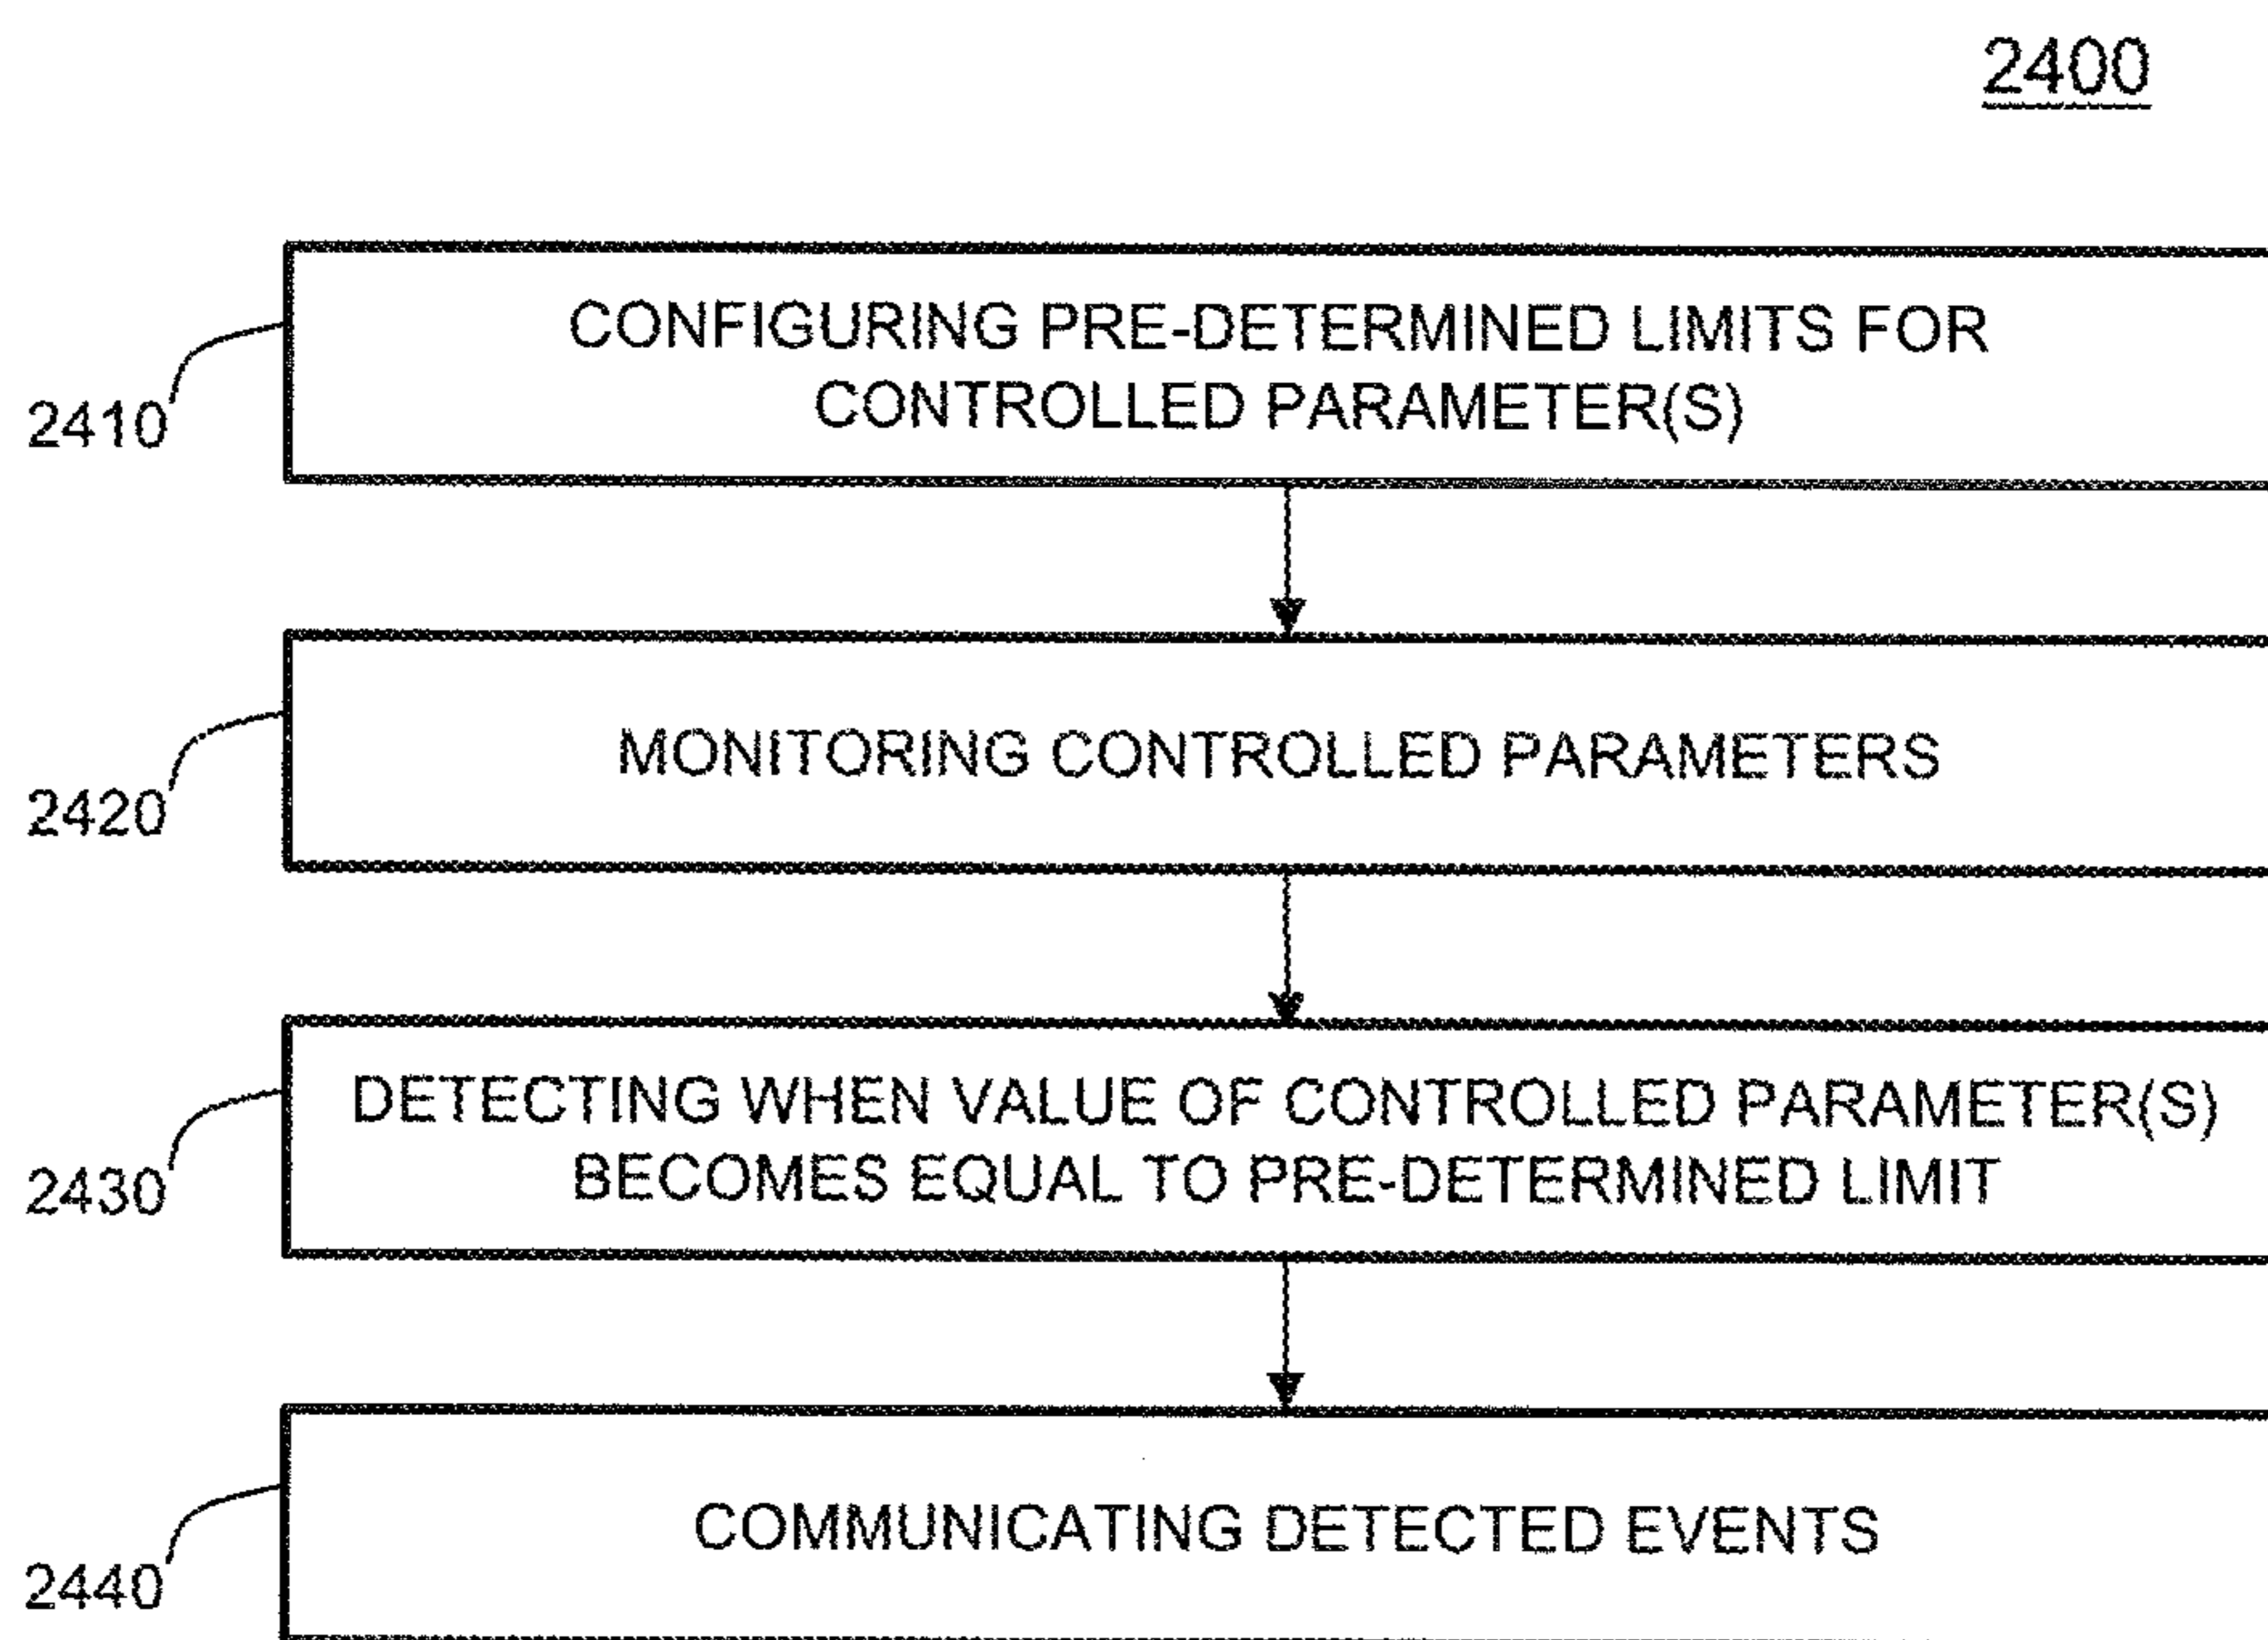 2400
CONFIGURING PRE-DETERMINED LIMITS FOR
CONTROLLED PARAMETER(S)
2410
MONITORING CONTROLLED PARAMETERS
2420
DETECTING WHEN VALUE OF CONTROLLED PARAMETER(S)
BECOMES EQUAL TO PRE-DETERMINED LIMIT
2430
COMMUNICATING DETECTED EVENTS
2440